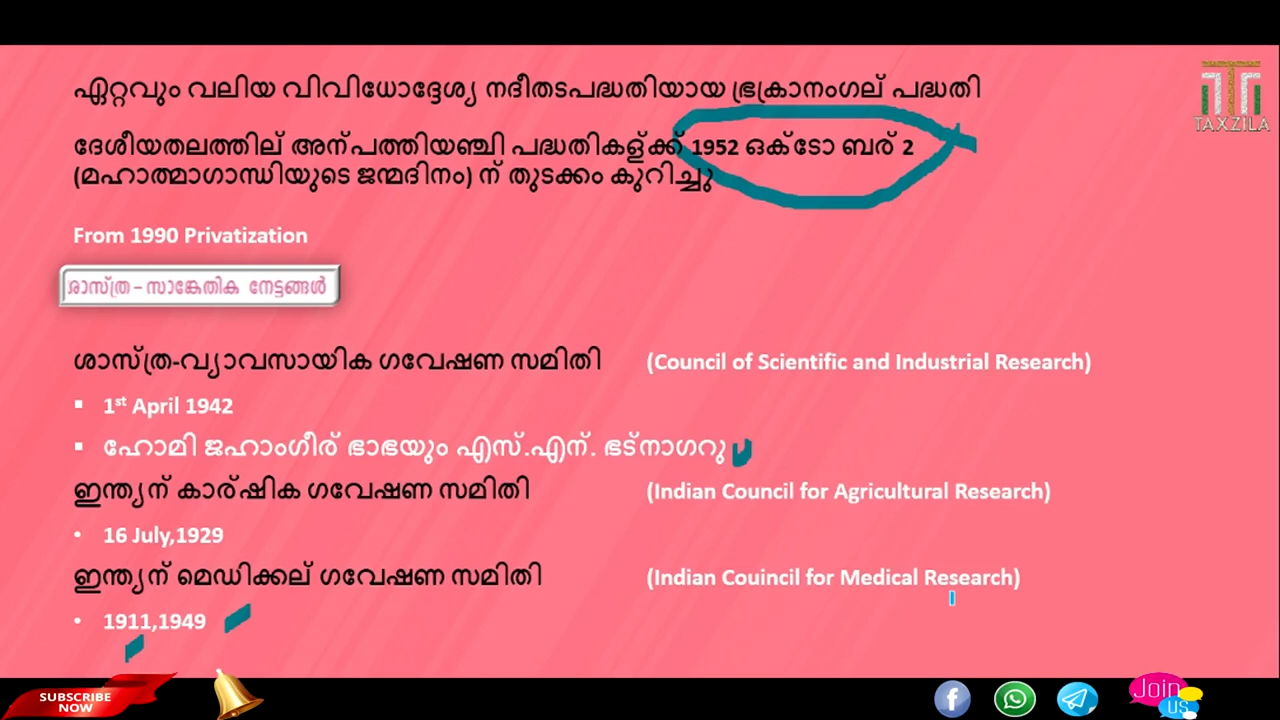 ഏറ്റവും വലിയ വിവിധോദ്ദേശ്യ നദീതടപദ്ധതിയായ ഭ്രക്രാനംഗല് പദ്ധതി
TAXZILA
ദേശീയതലത്തില് അന്പത്തിയഞ്ചി പദ്ധതികള്ക്ക് 1952 ഒക്ടോ ബര് 2
(മഹാത്മാഗാന്ധിയുടെ ജന്മദിനം) ന് തുടക്കം കുറിച്ചു
From 1990 Privatization
ശാസ്ത്ര – സാങ്കേതിക നേട്ടങ്ങൾ
ശാസ്ത്ര-വ്യാവസായിക ഗവേഷണ സമിതി (Council of Scientific and Industrial Research)
▪ 1st April 1942
▪ ഹോമി ജഹാംഗീര് ഭാഭയും എസ്.എന്. ഭട്നാഗറു
ഇന്ത്യന് കാര്ഷിക ഗവേഷണ സമിതി (Indian Council for Agricultural Research)
• 16 July,1929
ഇന്ത്യന് മെഡിക്കല് ഗവേഷണ സമിതി (Indian Couincil for Medical Research)
• 1911,1949
SUBSCRIBE
NOW
Join
us